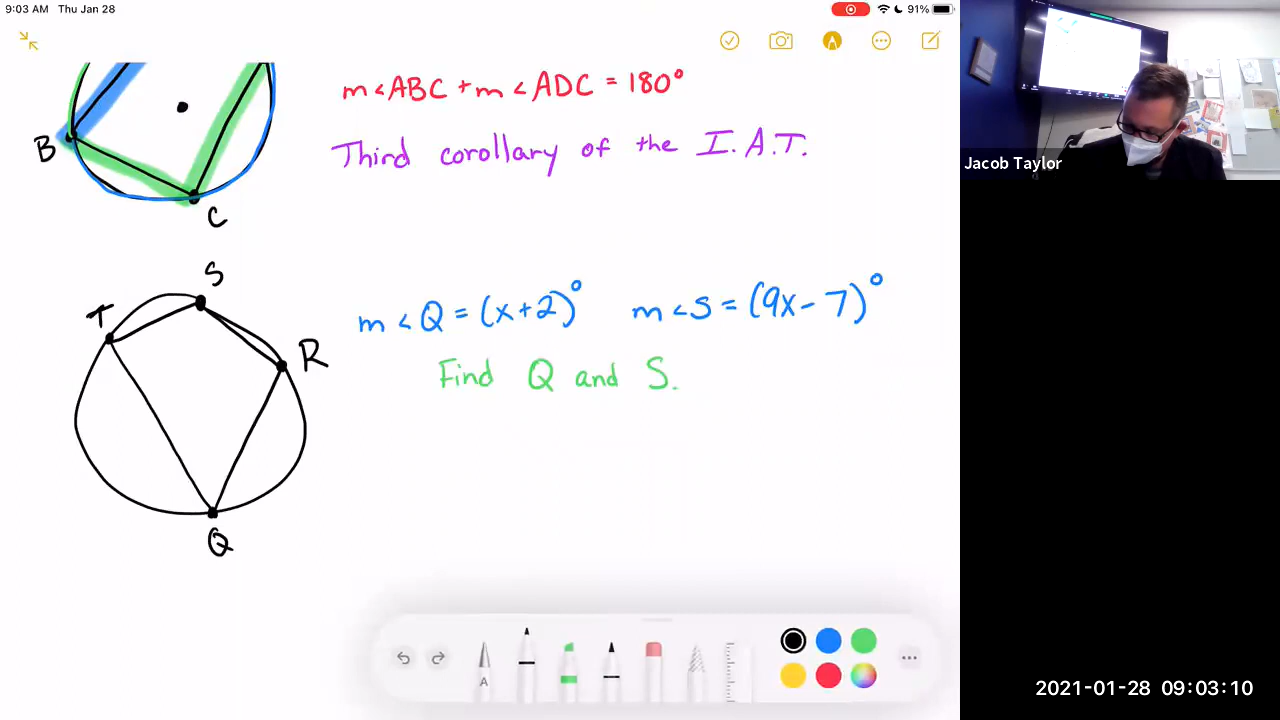 9:03 AM Thu Jan 28
91%
m<ABC + m<ADC = 180°
Third corollary of the I.A.T.
B
C
Jacob Taylor
S
T
R
m<Q = (x+2)° m<S = (9x-7)°
Find Q and S.
Q
A
2021-01-28 09:03:10